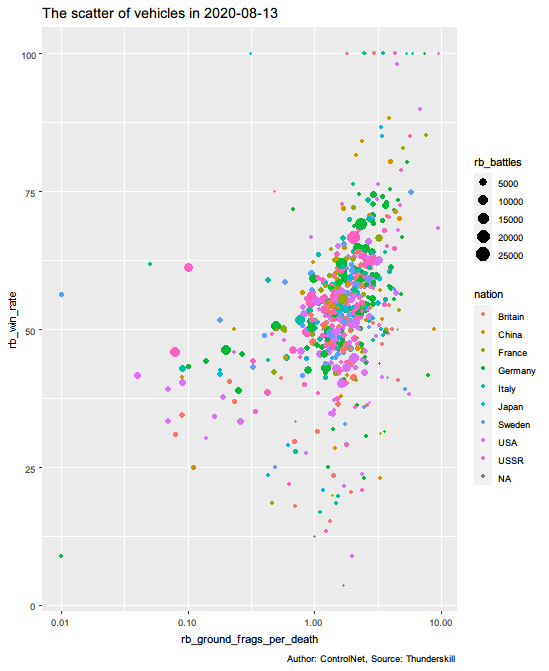 The scatter of vehicles in 2020-08-13
100
75
50
25
0
rb_win_rate
0.01
0.10
1.00
10.00
rb_ground_frags_per_death
rb_battles
5000
10000
15000
20000
25000
nation
Britain
China
France
Germany
Italy
Japan
Sweden
USA
USSR
NA
Author: ControlNet, Source: Thunderskill